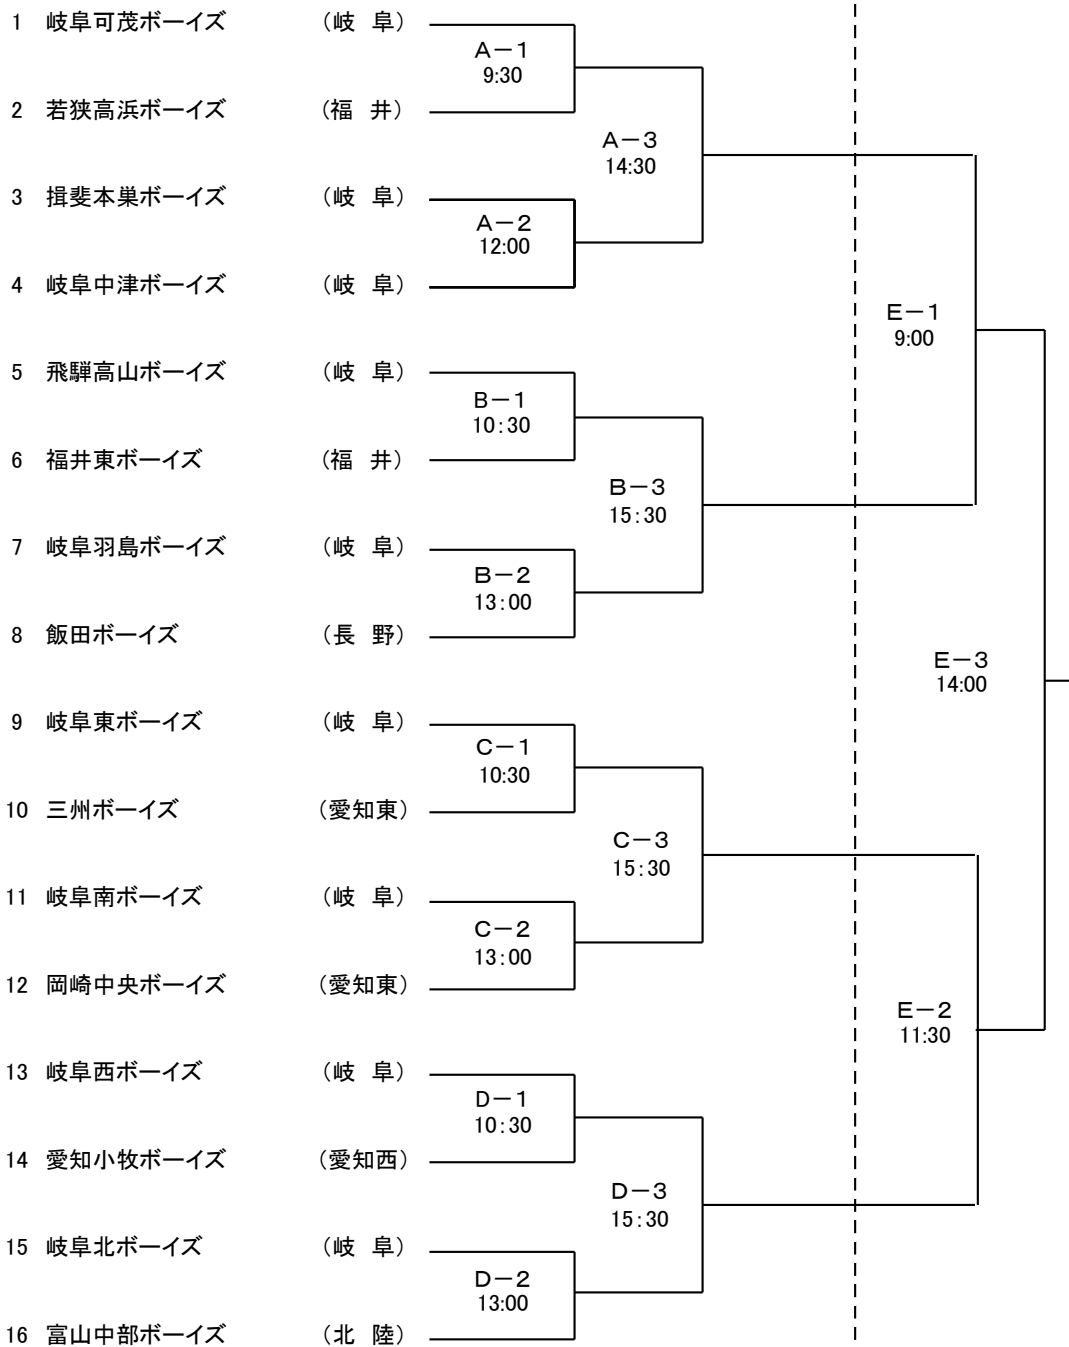 1 岐阜可茂ボーイズ （岐 阜）
A－1
9:30
2 若狭高浜ボーイズ （福 井）
A－3
14:30
3 揖斐本巣ボーイズ （岐 阜）
A－2
12:00
4 岐阜中津ボーイズ （岐 阜）
E－1
9:00
5 飛騨高山ボーイズ （岐 阜）
B－1
10:30
6 福井東ボーイズ （福 井）
B－3
15:30
7 岐阜羽島ボーイズ （岐 阜）
B－2
13:00
8 飯田ボーイズ （長 野）
E－3
14:00
9 岐阜東ボーイズ （岐 阜）
C－1
10:30
10 三州ボーイズ （愛知東）
C－3
15:30
11 岐阜南ボーイズ （岐 阜）
C－2
13:00
12 岡崎中央ボーイズ （愛知東）
E－2
11:30
13 岐阜西ボーイズ （岐 阜）
D－1
10:30
14 愛知小牧ボーイズ （愛知西）
D－3
15:30
15 岐阜北ボーイズ （岐 阜）
D－2
13:00
16 富山中部ボーイズ （北 陸）